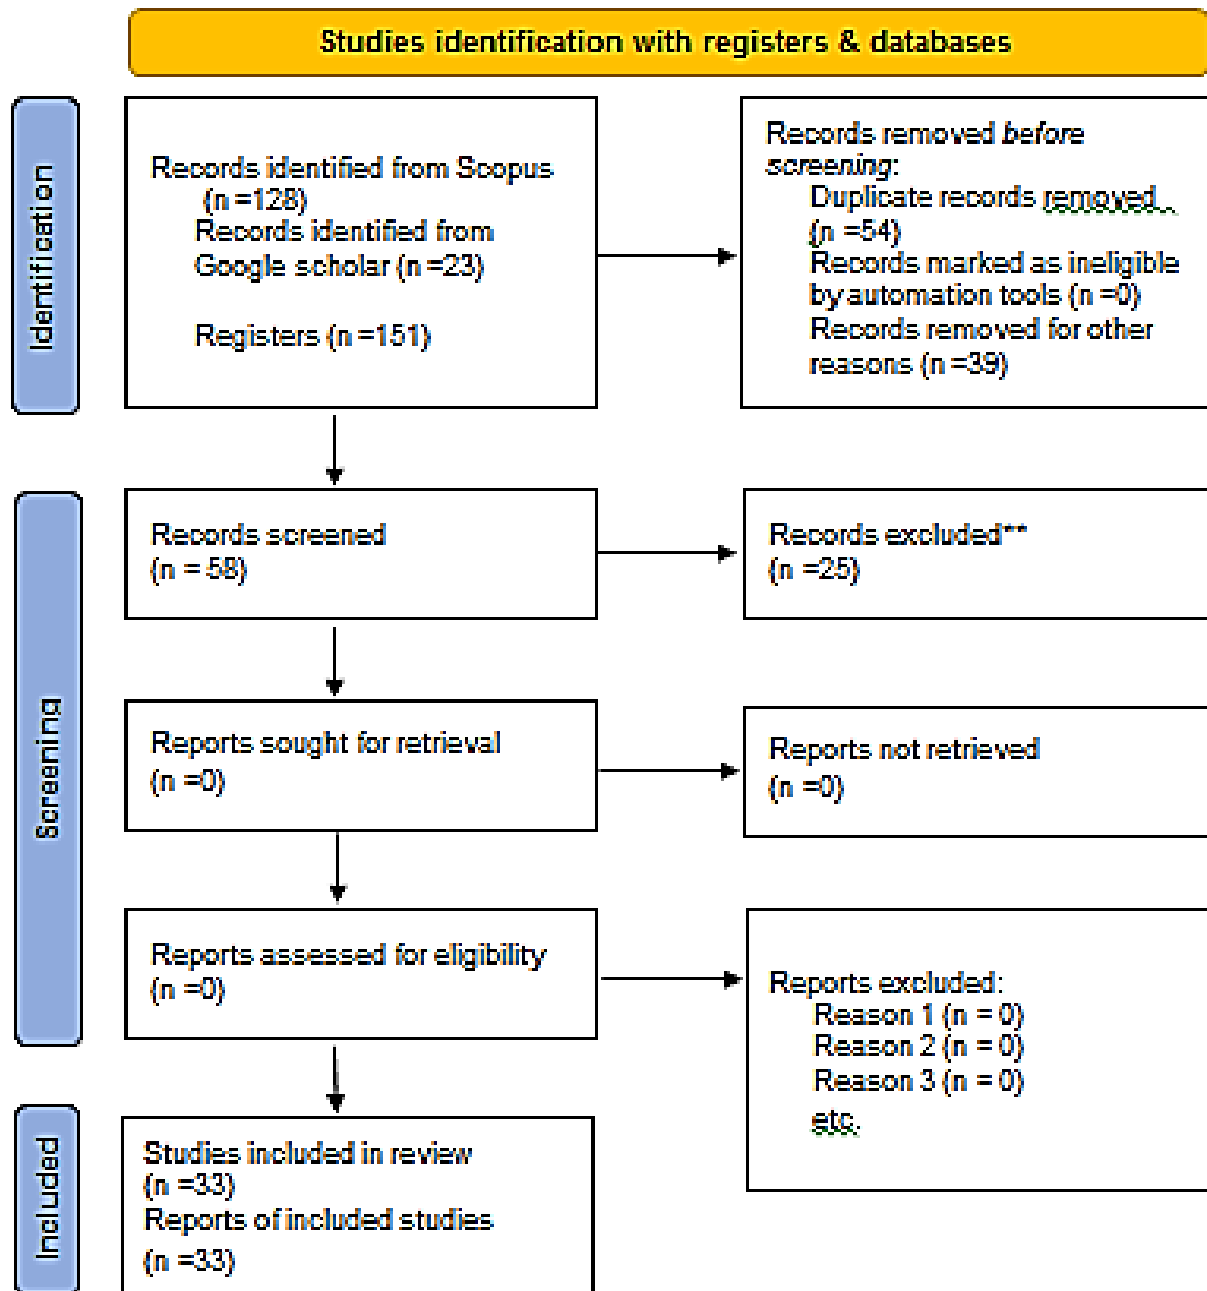 Studies identification with registers & databases
Identification
Records identified from Scopus
(n =128)
Records identified from
Google scholar (n =23)
Registers (n =151)
Records removed before
screening:
Duplicate records removed
(n =54)
Records marked as ineligible
by automation tools (n =0)
Records removed for other
reasons (n =39)
Screening
Records screened
(n = 58)
Records excluded**
(n =25)
Reports sought for retrieval
(n =0)
Reports not retrieved
(n =0)
Reports assessed for eligibility
(n =0)
Reports excluded:
Reason 1 (n = 0)
Reason 2 (n = 0)
Reason 3 (n = 0)
etc.
Included
Studies included in review
(n =33)
Reports of included studies
(n =33)